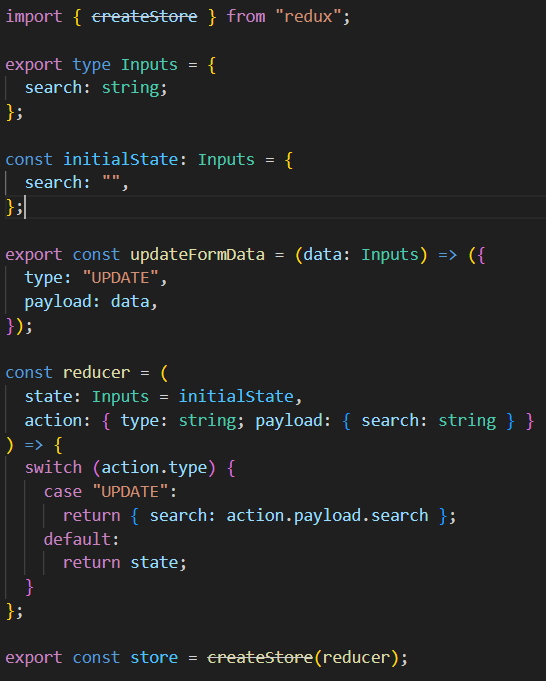 import { createStore } from "redux";

export type Inputs = {
  search: string;
};

const initialState: Inputs = {
  search: "",
};

export const updateFormData = (data: Inputs) => ({
  type: "UPDATE",
  payload: data,
});

const reducer = (
  state: Inputs = initialState,
  action: { type: string; payload: { search: string } }
) => {
  switch (action.type) {
    case "UPDATE":
      return { search: action.payload.search };
    default:
      return state;
  }
};

export const store = createStore(reducer);